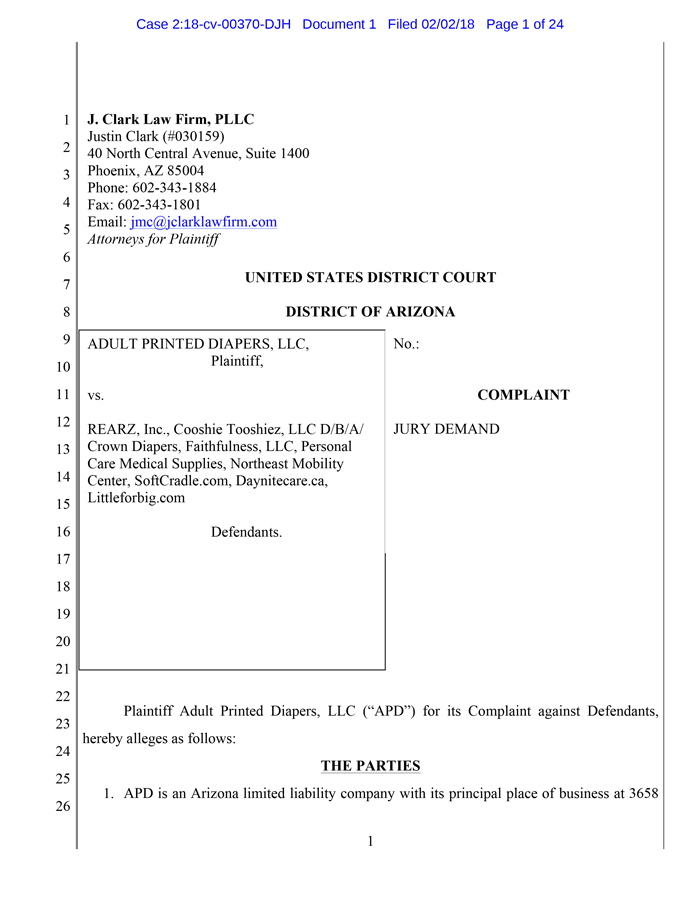 Case 2:18-cv-00370-DJH Document 1 Filed 02/02/18 Page 1 of 24
1
2
3
4
5
6
7
8
9
10
11
12
13
14
15
16
17
18
19
20
21
22
23
24
25
26
J. Clark Law Firm, PLLC
Justin Clark (#030159)
40 North Central Avenue, Suite 1400
Phoenix, AZ 85004
Phone: 602-343-1884
Fax: 602-343-1801
Email: jmc@jclarklawfirm.com
Attorneys for Plaintiff
UNITED STATES DISTRICT COURT
DISTRICT OF ARIZONA
ADULT PRINTED DIAPERS, LLC,
Plaintiff,
vs.
REARZ, Inc., Cooshie Tooshiez, LLC D/B/A/
Crown Diapers, Faithfulness, LLC, Personal
Care Medical Supplies, Northeast Mobility
Center, SoftCradle.com, Daynitecare.ca,
Littleforbig.com
Defendants.
No.:
COMPLAINT
JURY DEMAND
Plaintiff Adult Printed Diapers, LLC (“APD”) for its Complaint against Defendants,
hereby alleges as follows:
THE PARTIES
1. APD is an Arizona limited liability company with its principal place of business at 3658
1